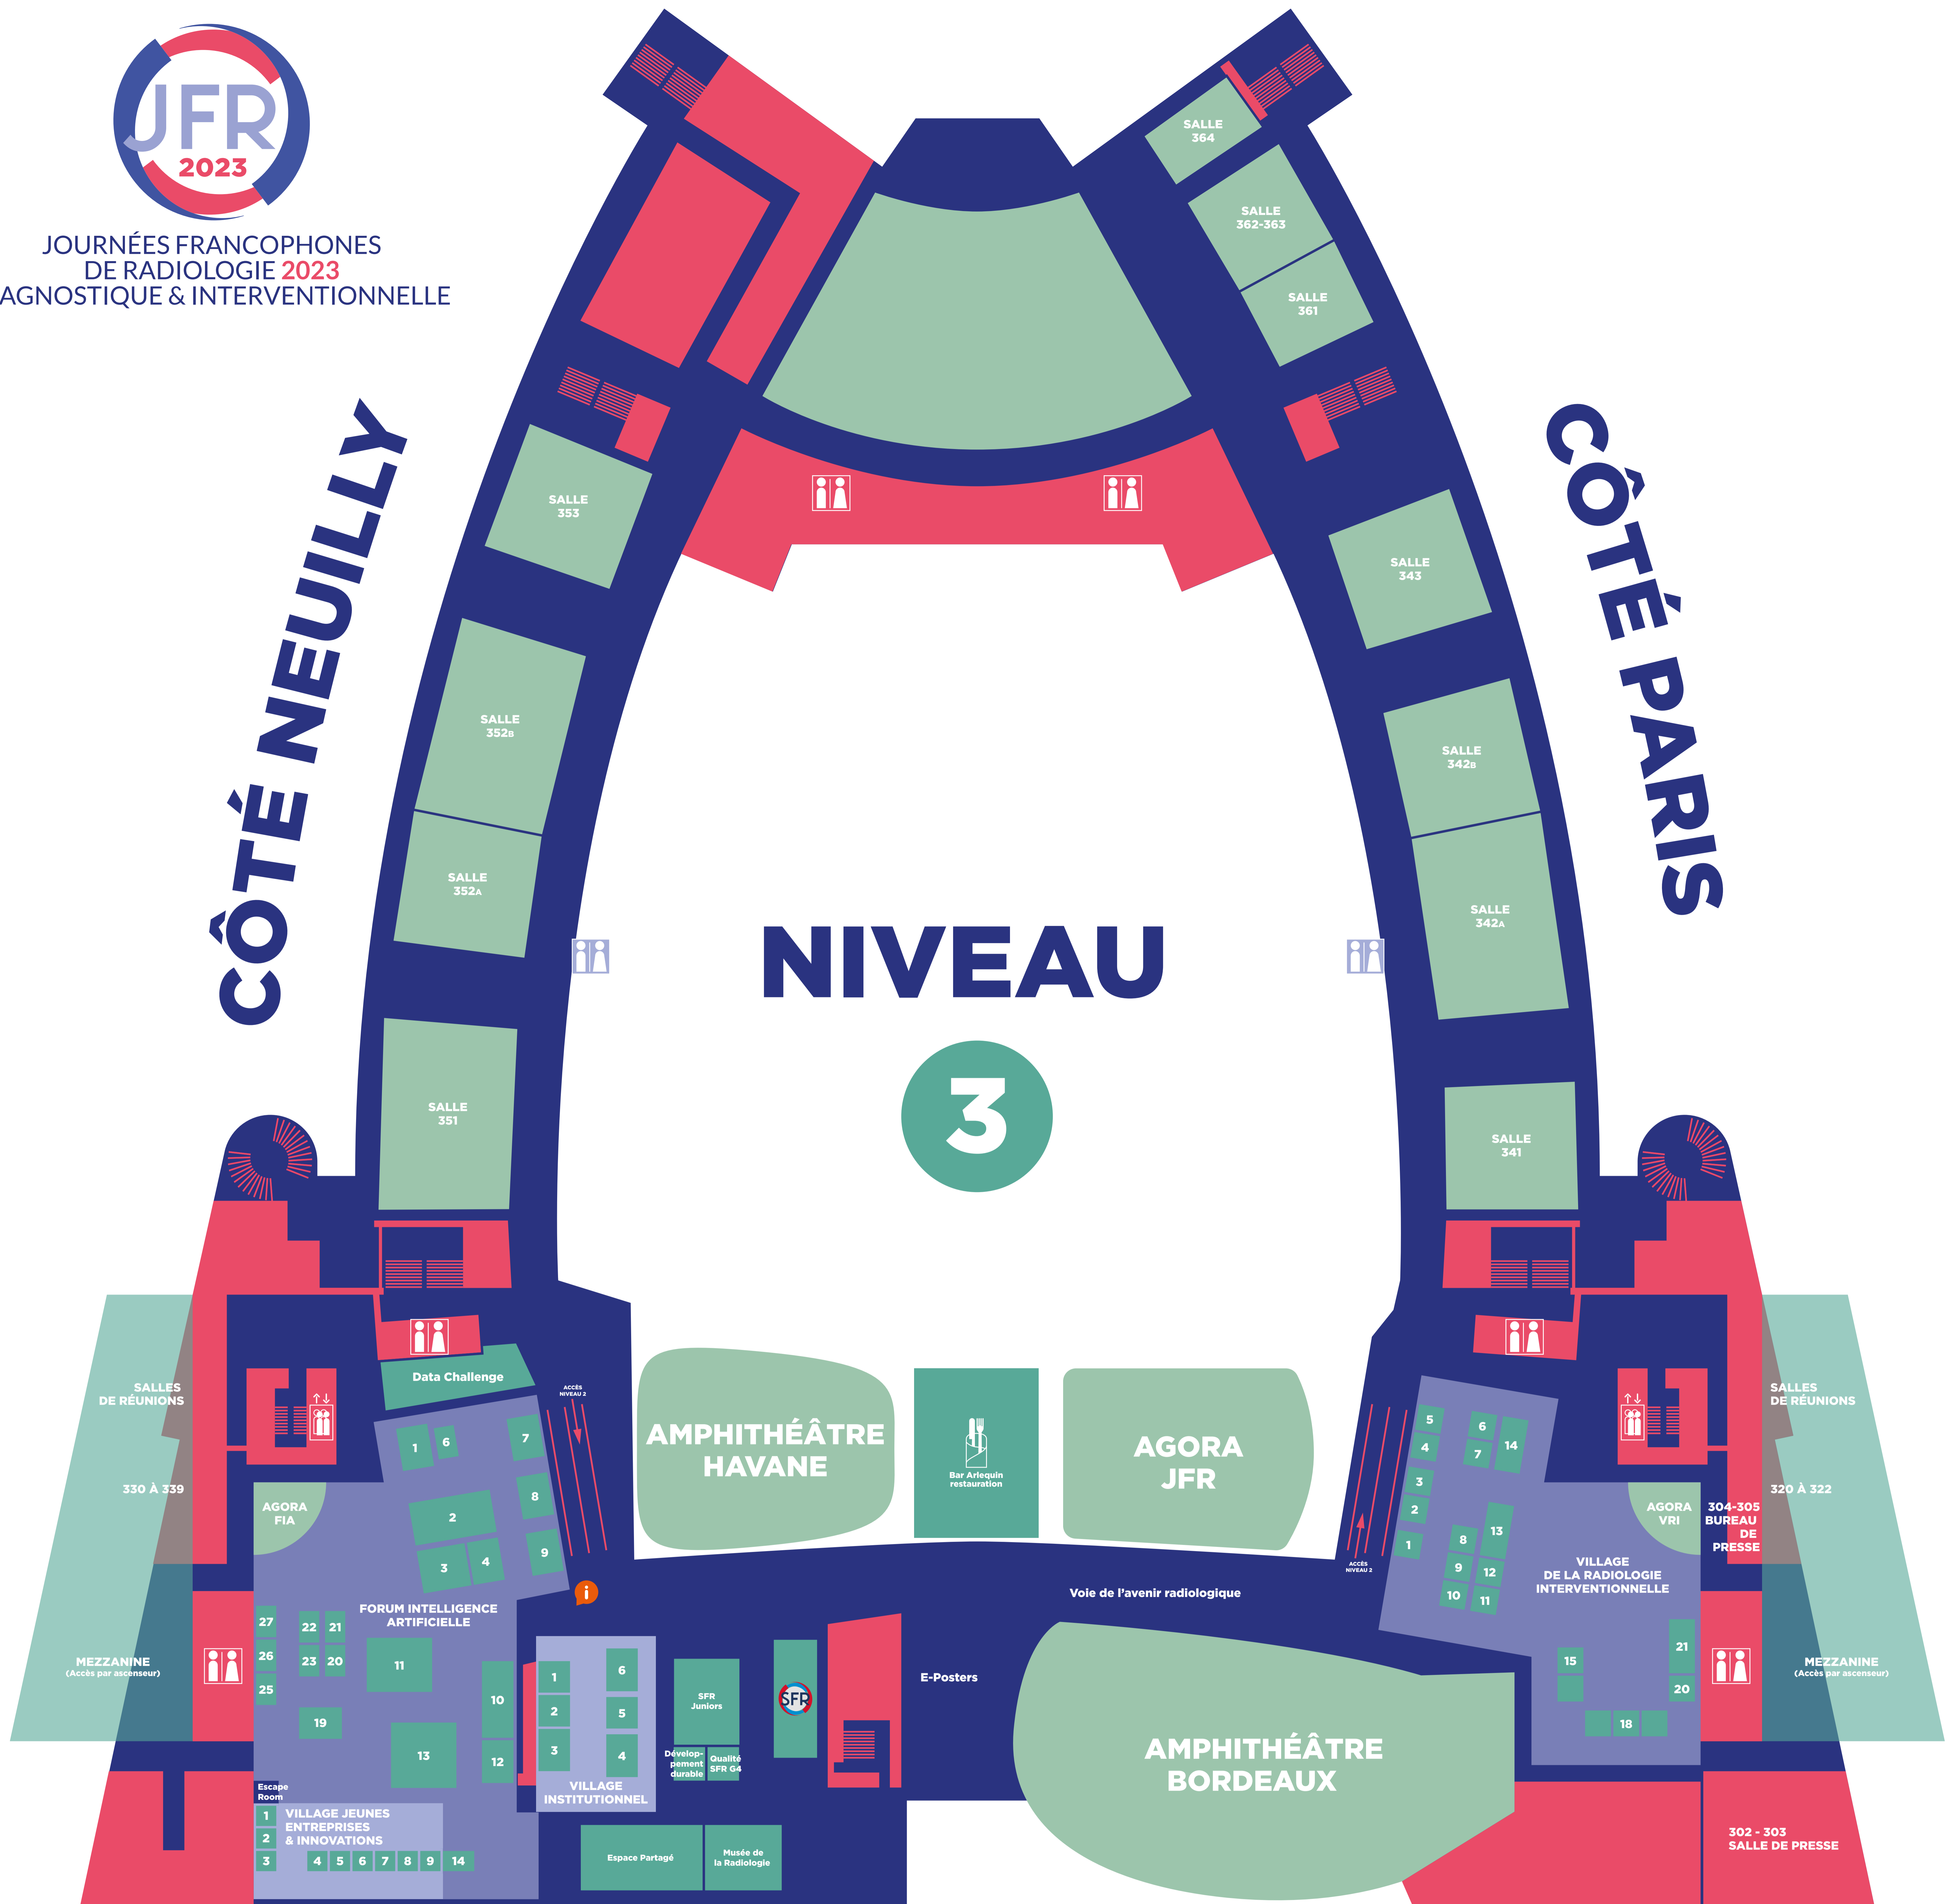 JFR
2023
JOURNÉES FRANCOPHONES
DE RADIOLOGIE 2023
AGNOSTIQUE & INTERVENTIONNELLE
CÔTÉ NEUILLY
CÔTÉ PARIS
SALLE
364
SALLE
362-363
SALLE
361
SALLE
353
SALLE
343
SALLE
352B
SALLE
342B
SALLE
352A
SALLE
342A
NIVEAU
3
SALLE
351
SALLE
341
Data Challenge
ACCÈS
NIVEAU 2
SALLES
DE RÉUNIONS
330 À 339
MEZZANINE
(Accès par ascenseur)
AGORA
FIA
1
6
7
8
2
3
4
9
FORUM INTELLIGENCE
ARTIFICIELLE
27
22
21
26
23
20
11
25
10
19
13
12
Escape
Room
1
2
3
VILLAGE JEUNES
ENTREPRISES
& INNOVATIONS
4
5
6
7
8
9
14
AMPHITHÉÂTRE
HAVANE
Bar Arlequin
restauration
AGORA
JFR
i
Voie de l'avenir radiologique
1
2
3
6
5
4
VILLAGE
INSTITUTIONNEL
SFR
Juniors
Dévelop-
pement
durable
Qualité
SFR G4
SFR
E-Posters
Espace Partagé
Musée de
la Radiologie
AMPHITHÉÂTRE
BORDEAUX
ACCÈS
NIVEAU 2
5
4
3
2
1
6
7
14
13
8
9
12
10
11
AGORA
VRI
VILLAGE
DE LA RADIOLOGIE
INTERVENTIONNELLE
15
21
20
18
304-305
BUREAU
DE
PRESSE
SALLES
DE RÉUNIONS
320 À 322
MEZZANINE
(Accès par ascenseur)
302 - 303
SALLE DE PRESSE